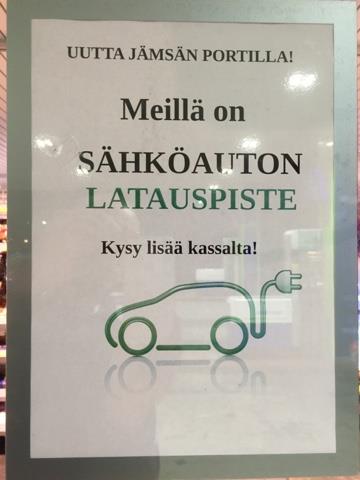 UUTTA JÄMSÄN PORTILLA!
Meillä on
SÄHKÖAUTON
LATAUSPISTE
Kysy lisää kassalta!